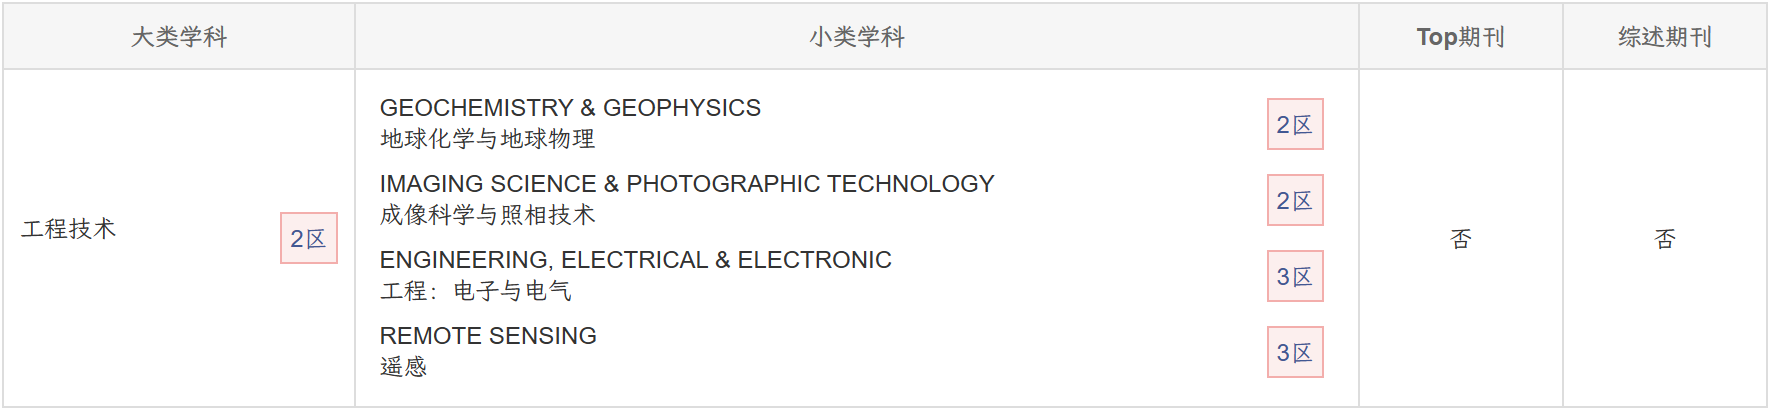 大类学科 小类学科 Top期刊 综述期刊
GEOCHEMISTRY & GEOPHYSICS
地球化学与地球物理
2区
IMAGING SCIENCE & PHOTOGRAPHIC TECHNOLOGY
成像科学与照相技术
2区
工程技术 2区
ENGINEERING, ELECTRICAL & ELECTRONIC
工程：电子与电气
3区
REMOTE SENSING
遥感
3区
否 否